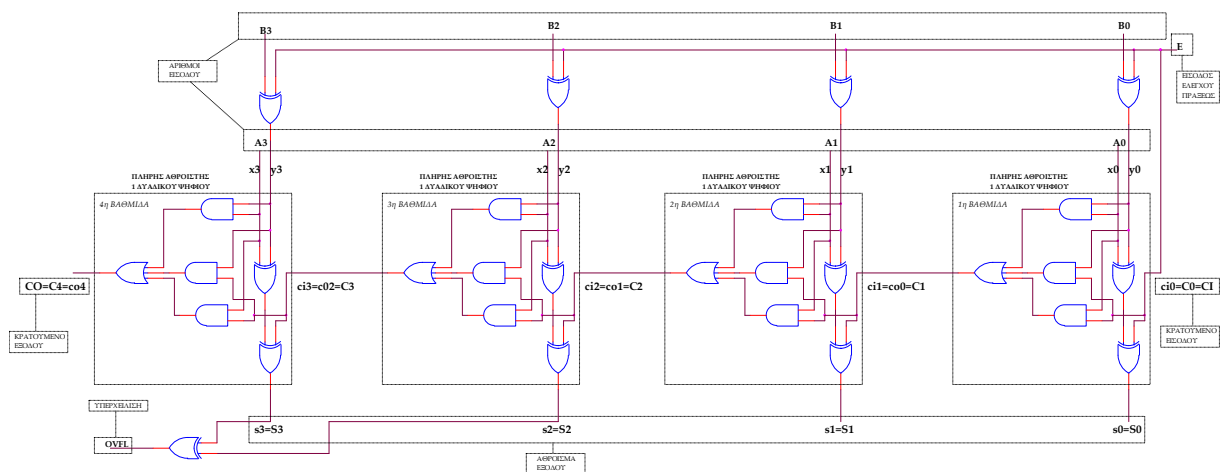 B3 B2 B1 B0
E
ΑΡΙΘΜΟΙ
ΕΙΣΟΔΟΥ
ΕΙΣΟΔΟΣ
ΕΛΕΓΧΟΥ
ΠΡΑΞΕΩΣ
A3 A2 A1 A0
x3 y3 x2 y2 x1 y1 x0 y0
ΠΛΗΡΗΣ ΑΘΡΟΙΣΤΗΣ
1 ΔΥΑΔΙΚΟΥ ΨΗΦΙΟΥ
4η ΒΑΘΜΙΔΑ
ΠΛΗΡΗΣ ΑΘΡΟΙΣΤΗΣ
1 ΔΥΑΔΙΚΟΥ ΨΗΦΙΟΥ
3η ΒΑΘΜΙΔΑ
ΠΛΗΡΗΣ ΑΘΡΟΙΣΤΗΣ
1 ΔΥΑΔΙΚΟΥ ΨΗΦΙΟΥ
2η ΒΑΘΜΙΔΑ
ΠΛΗΡΗΣ ΑΘΡΟΙΣΤΗΣ
1 ΔΥΑΔΙΚΟΥ ΨΗΦΙΟΥ
1η ΒΑΘΜΙΔΑ
CO=C4=co4 ci3=c02=C3 ci2=co1=C2 ci1=co0=C1 ci0=C0=CI
ΚΡΑΤΟΥΜΕΝΟ
ΕΞΟΔΟΥ
ΚΡΑΤΟΥΜΕΝΟ
ΕΙΣΟΔΟΥ
ΥΠΕΡΧΕΙΛΙΣΗ
OVFL
s3=S3 s2=S2 s1=S1 s0=S0
ΑΘΡΟΙΣΜΑ
ΕΞΟΔΟΥ